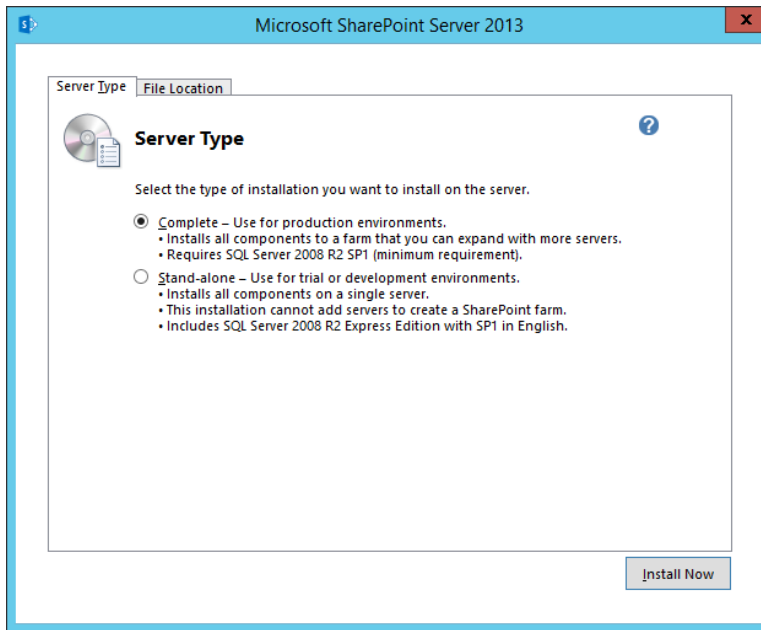 Microsoft SharePoint Server 2013
x
Server Type
File Location
Server Type
?
Select the type of installation you want to install on the server.
Complete – Use for production environments.
• Installs all components to a farm that you can expand with more servers.
• Requires SQL Server 2008 R2 SP1 (minimum requirement).
Stand-alone – Use for trial or development environments.
• Installs all components on a single server.
• This installation cannot add servers to create a SharePoint farm.
• Includes SQL Server 2008 R2 Express Edition with SP1 in English.
Install Now